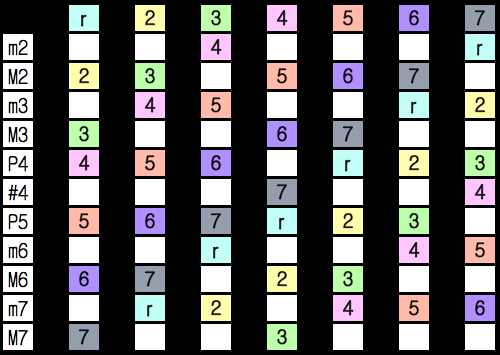 r 2 3 4 5 6 7
m2 4 r
M2 2 3 5 6 7
m3 4 5 r 2
M3 3 6 7
P4 4 5 6 r 2 3
#4 7 4
P5 5 6 7 r 2 3
m6 r 4 5
M6 6 7 2 3
m7 r 2 4 5 6
M7 7 3